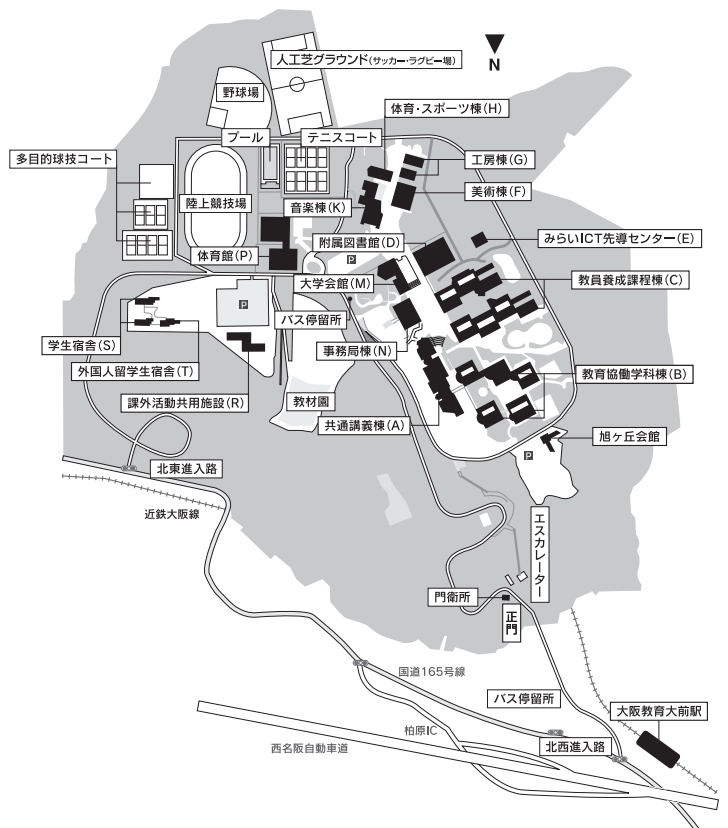 人工芝グラウンド(サッカー・ラグビー場)
N
野球場
体育・スポーツ棟(H)
プール
テニスコート
工房棟(G)
多目的球技コート
美術棟(F)
陸上競技場
音楽棟(K)
附属図書館(D)
みらいICT先導センター(E)
体育館(P)
P
大学会館(M)
教員養成課程棟(C)
P
バス停留所
学生宿舎(S)
事務局棟(N)
外国人留学生宿舎(T)
教育協働学科棟(B)
課外活動共用施設(R)
教材園
共通講義棟(A)
旭ヶ丘会館
P
北東進入路
近鉄大阪線
エスカレーター
門衛所
正門
国道165号線
バス停留所
大阪教育大前駅
柏原IC
西名阪自動車道
北西進入路